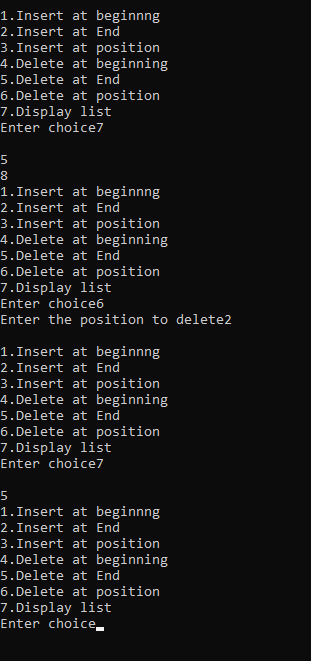 1.Insert at beginnng
2.Insert at End
3.Insert at position
4.Delete at beginning
5.Delete at End
6.Delete at position
7.Display list
Enter choice7
5
8
1.Insert at beginnng
2.Insert at End
3.Insert at position
4.Delete at beginning
5.Delete at End
6.Delete at position
7.Display list
Enter choice6
Enter the position to delete2
1.Insert at beginnng
2.Insert at End
3.Insert at position
4.Delete at beginning
5.Delete at End
6.Delete at position
7.Display list
Enter choice7
5
1.Insert at beginnng
2.Insert at End
3.Insert at position
4.Delete at beginning
5.Delete at End
6.Delete at position
7.Display list
Enter choice